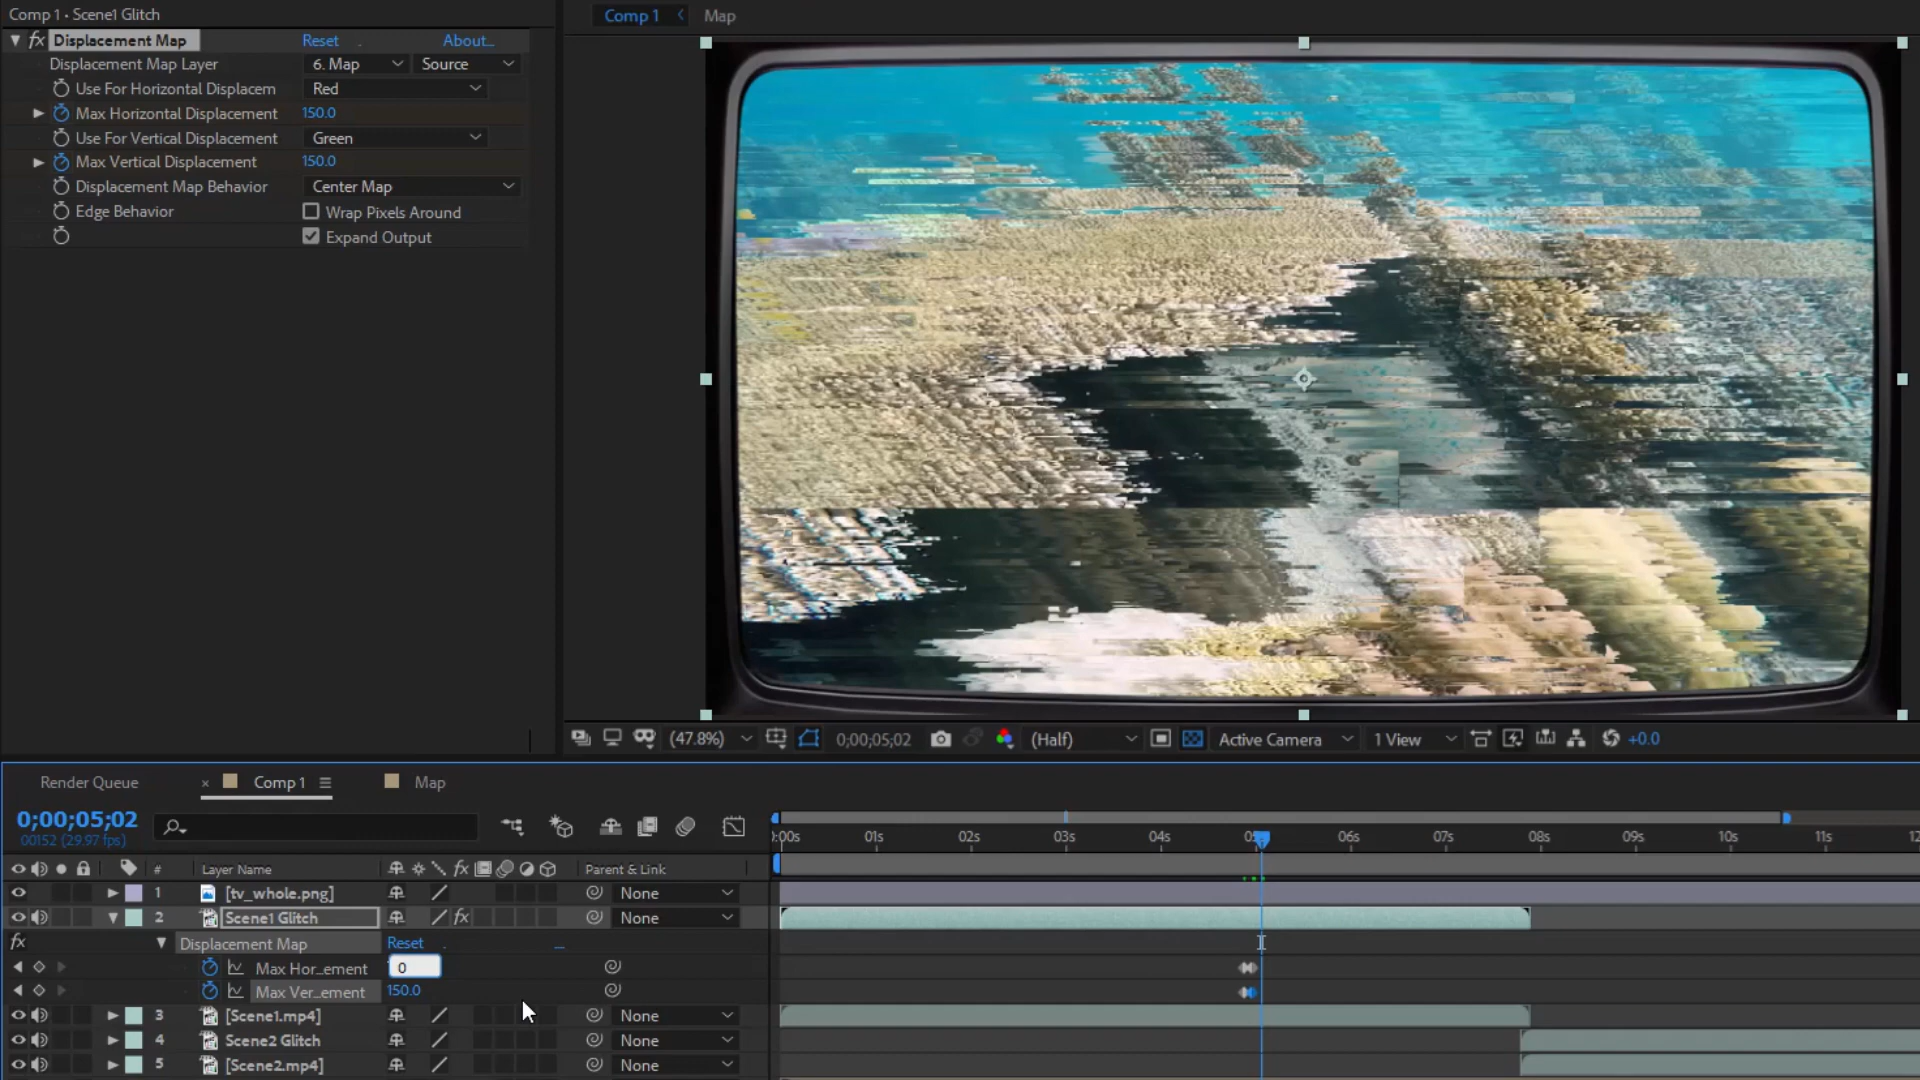 Comp 1 • Scene1 Glitch
fx Displacement Map Reset About...
Displacement Map Layer 6. Map Source
Use For Horizontal Displacem Red
Max Horizontal Displacement 150.0
Use For Vertical Displacement Green
Max Vertical Displacement 150.0
Displacement Map Behavior Center Map
Edge Behavior Wrap Pixels Around
Expand Output
Comp 1 Map
(47.8%) 0;00;05;02 (Half) Active Camera 1 View +0.0
Render Queue Comp 1 Map
0;00;05;02
00152 (29.97 fps)
:00s 01s 02s 03s 04s 06s 07s 08s 09s 10s 11s
# Layer Name fx Parent & Link
1 [tv_whole.png] None
2 Scene1 Glitch fx None
fx Displacement Map Reset
Max Hor...ement 0
Max Ver...ement 150.0
3 [Scene1.mp4] None
4 Scene2 Glitch None
5 [Scene2.mp4] None